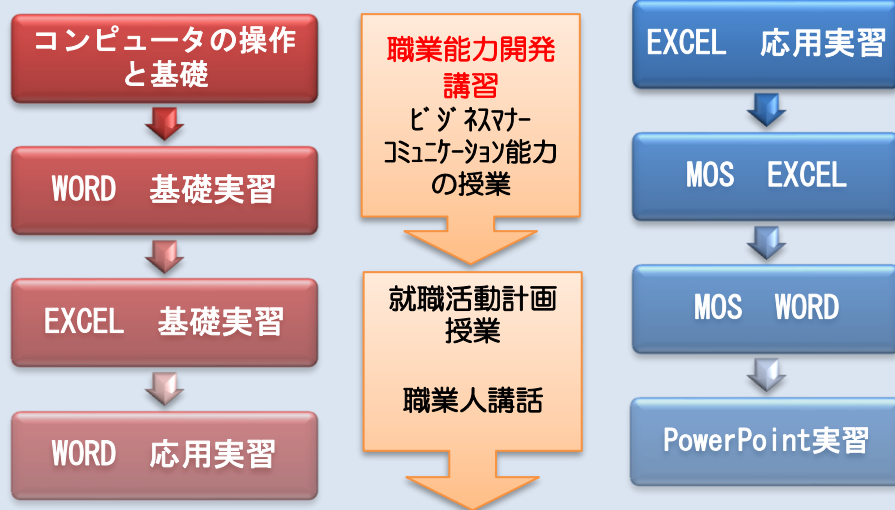 コンピュータの操作
と基礎
WORD 基礎実習
EXCEL 基礎実習
WORD 応用実習
職業能力開発
講習
ビジネスマナー
コミュニケーション能力
の授業
就職活動計画
授業
職業人講話
EXCEL 応用実習
MOS EXCEL
MOS WORD
PowerPoint実習